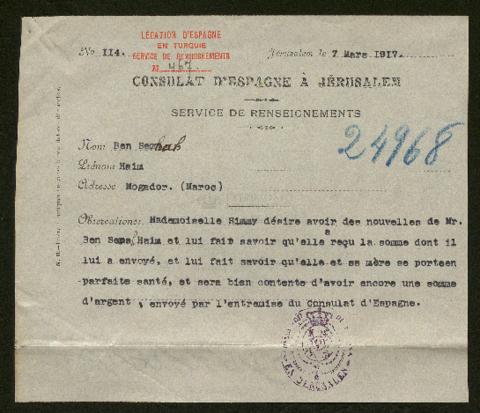 No 114.
LÉGATION D'ESPAGNE
EN TURQUIE
SERVICE DE RENSEIGNEMENTS
No 467.
Jérusalem le 7 Mars 1917.
CONSULAT D'ESPAGNE À JÉRUSALEM
SERVICE DE RENSEIGNEMENTS
24968
Nom Ben
Prénom Haim
Adresse Mogador. (Maroc)
Observations: Mademoiselle Simmy désire avoir des nouvelles de Mr.
Ben Haim et lui fait savoir qu'elle a reçu la somme dont il
lui a envoyé, et lui fait savoir qu'elle et sa mère se porteen
parfaite santé, et sera bien contente d'avoir encore une somme
d'argent , envoyé par l'entremise du Consulat d'Espagne.
EN JERUSALEN